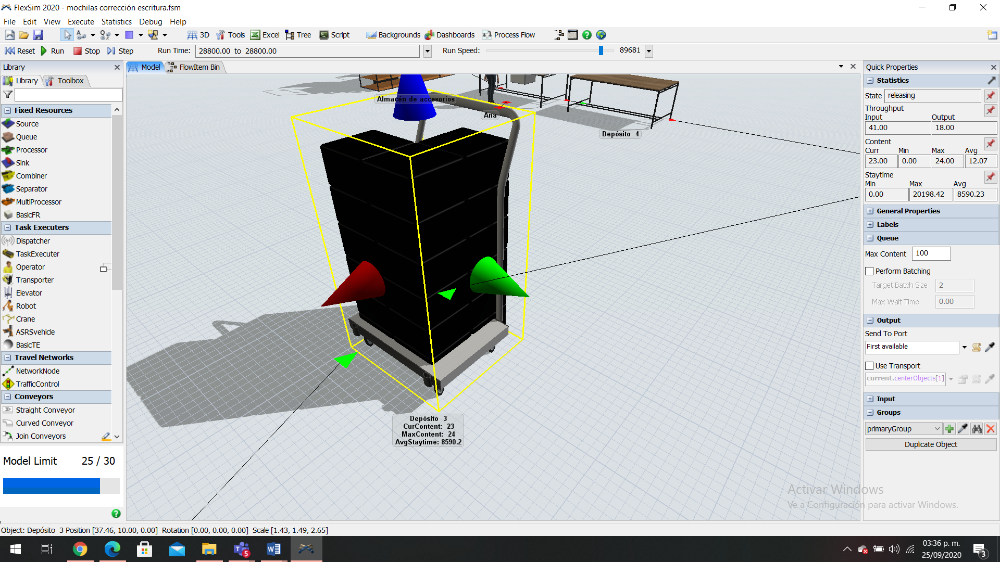 FlexSim 2020 - mochilas corrección escritura.fsm
File Edit View Execute Statistics Debug Help
3D Tools Excel Tree Script Backgrounds Dashboards Process Flow
Reset Run Stop Step Run Time: 28800.00 to 28800.00 Run Speed: 89681
Library
Library Toolbox
Fixed Resources
Source
Queue
Processor
Sink
Combiner
Separator
MultiProcessor
BasicFR
Task Executers
Dispatcher
TaskExecuter
Operator
Transporter
Elevator
Robot
Crane
ASRSvehicle
BasicTE
Travel Networks
NetworkNode
TrafficControl
Conveyors
Straight Conveyor
Curved Conveyor
Join Conveyors
Model Limit 25 / 30
Model FlowItem Bin
Almacén de accesorios
Ana
Depósito 4
Depósito 3
CurContent: 23
MaxContent: 24
AvgStaytime: 8590.2
Quick Properties
Statistics
State releasing
Throughput
Input Output
41.00 18.00
Content
Curr Min Max Avg
23.00 0.00 24.00 12.07
Staytime
Min Max Avg
0.00 20198.42 8590.23
General Properties
Labels
Queue
Max Content 100
Perform Batching
Target Batch Size 2
Max Wait Time 0.00
Output
Send To Port
First available
Use Transport
current.centerObjects[1]
Input
Groups
primaryGroup
Duplicate Object
Activar Windows
Ve a Configuración para activar Windows.
Object: Depósito 3 Position [37.46, 10.00, 0.00] Rotation [0.00, 0.00, 0.00] Scale [1.43, 1.49, 2.65]
5
03:36 p. m.
25/09/2020
3